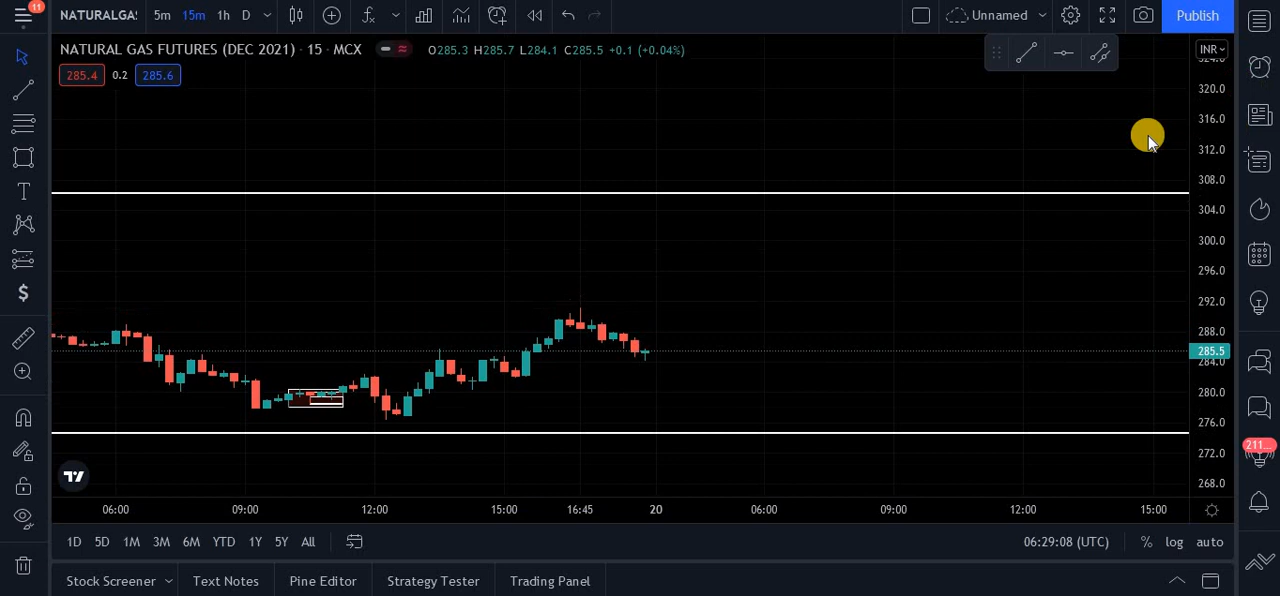 11
NATURALGAS
5m 15m 1h D
Unnamed
Publish
NATURAL GAS FUTURES (DEC 2021) · 15 · MCX
O285.3 H285.7 L284.1 C285.5 +0.1 (+0.04%)
INR
285.4 0.2 285.6
324.0
320.0
316.0
312.0
308.0
304.0
300.0
296.0
292.0
288.0
285.5
284.0
280.0
276.0
272.0
268.0
211...
06:00 09:00 12:00 15:00 16:45 20 06:00 09:00 12:00 15:00
1D 5D 1M 3M 6M YTD 1Y 5Y All
06:29:08 (UTC) % log auto
Stock Screener Text Notes Pine Editor Strategy Tester Trading Panel